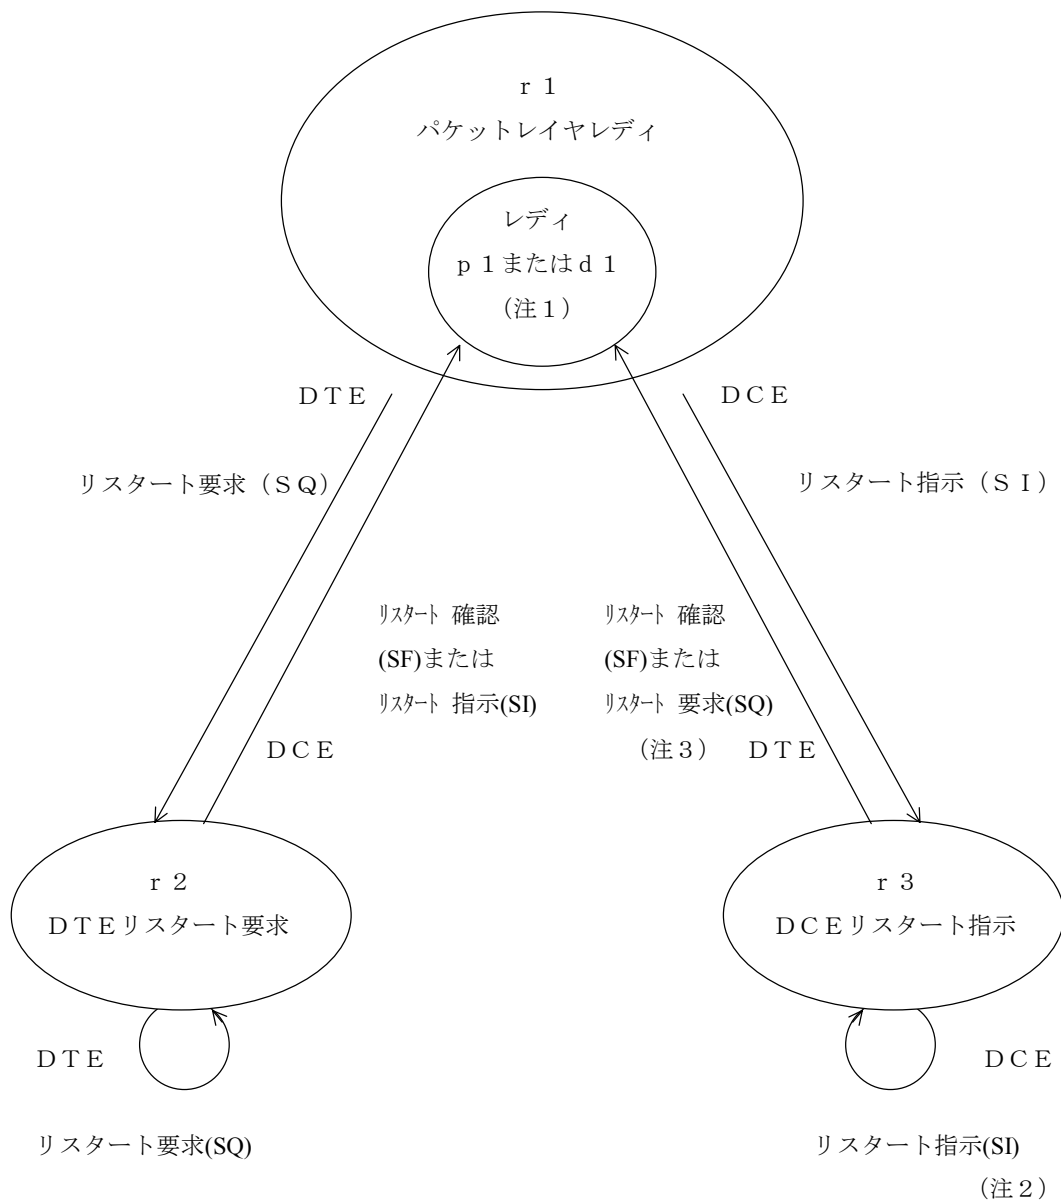 ｒ１
パケットレイヤレディ
レディ
ｐ１またはｄ１
（注１）
ＤＴＥ
ＤＣＥ
リスタート要求（ＳＱ）
リスタート指示（ＳＩ）
ﾘｽﾀｰﾄ 確認
(SF)または
ﾘｽﾀｰﾄ 指示(SI)
ﾘｽﾀｰﾄ 確認
(SF)または
ﾘｽﾀｰﾄ 要求(SQ)
（注３）
ＤＣＥ
ＤＴＥ
ｒ２
ＤＴＥリスタート要求
ｒ３
ＤＣＥリスタート指示
ＤＴＥ
ＤＣＥ
リスタート要求(SQ)
リスタート指示(SI)
（注２）